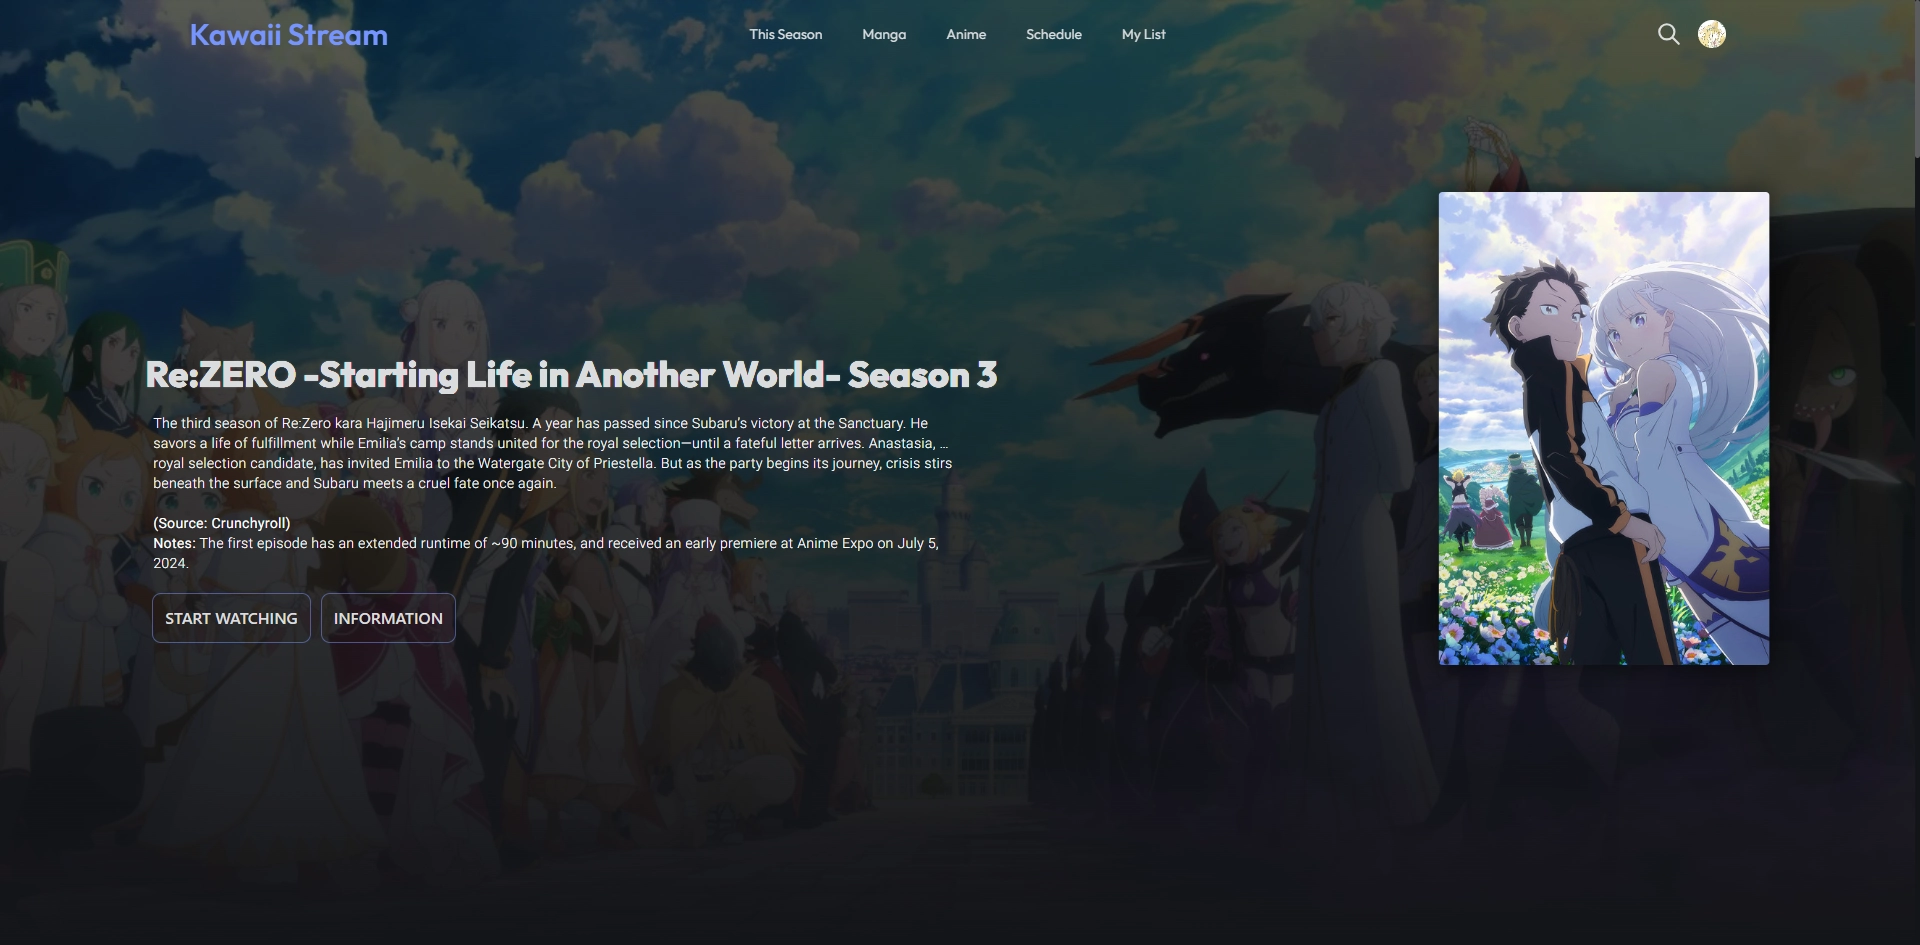 Kawaii Stream
This Season
Manga
Anime
Schedule
My List
Re:ZERO -Starting Life in Another World- Season 3
The third season of Re:Zero kara Hajimeru Isekai Seikatsu. A year has passed since Subaru's victory at the Sanctuary. He
savors a life of fulfillment while Emilia's camp stands united for the royal selection—until a fateful letter arrives. Anastasia, ...
royal selection candidate, has invited Emilia to the Watergate City of Priestella. But as the party begins its journey, crisis stirs
beneath the surface and Subaru meets a cruel fate once again.
(Source: Crunchyroll)
Notes: The first episode has an extended runtime of ~90 minutes, and received an early premiere at Anime Expo on July 5,
2024.
START WATCHING
INFORMATION